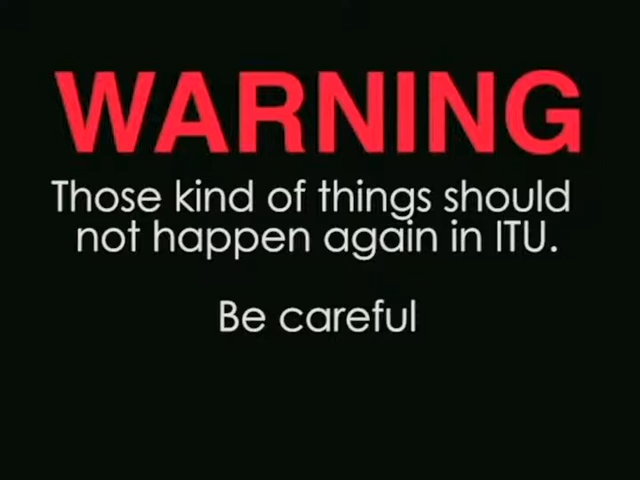 WARNING
Those kind of things should
not happen again in ITU.
Be careful